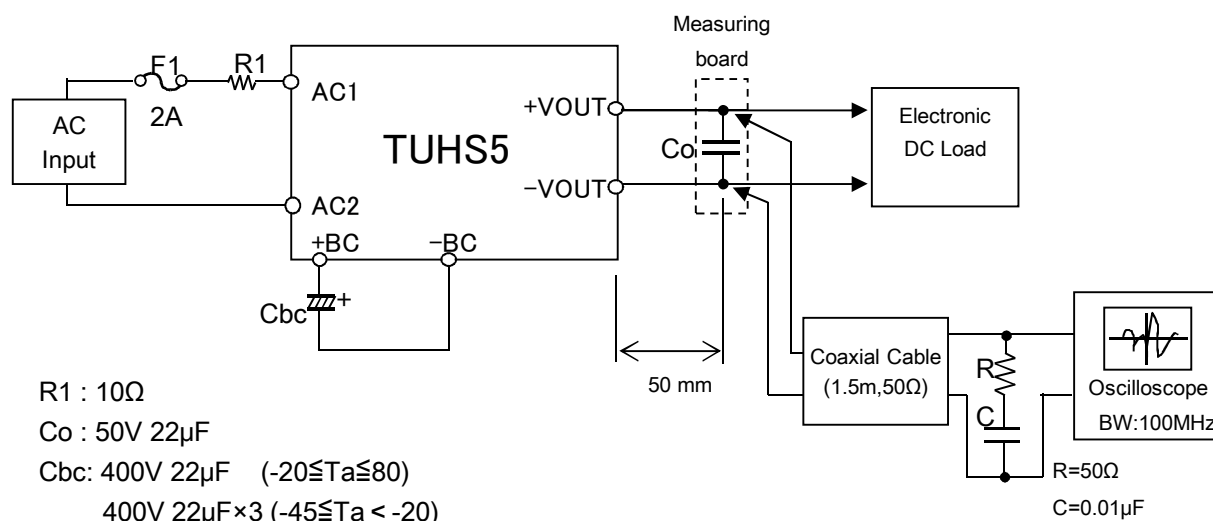 Measuring
board
F1
R1
2A
AC
Input
AC1
AC2
TUHS5
+VOUT
−VOUT
Co
Electronic
DC Load
+BC
−BC
Cbc
+
50 mm
Coaxial Cable
(1.5m,50Ω)
R
C
Oscilloscope
BW:100MHz
R=50Ω
C=0.01μF
R1 : 10Ω
Co : 50V 22μF
Cbc: 400V 22μF (-20≦Ta≦80)
400V 22μF×3 (-45≦Ta < -20)